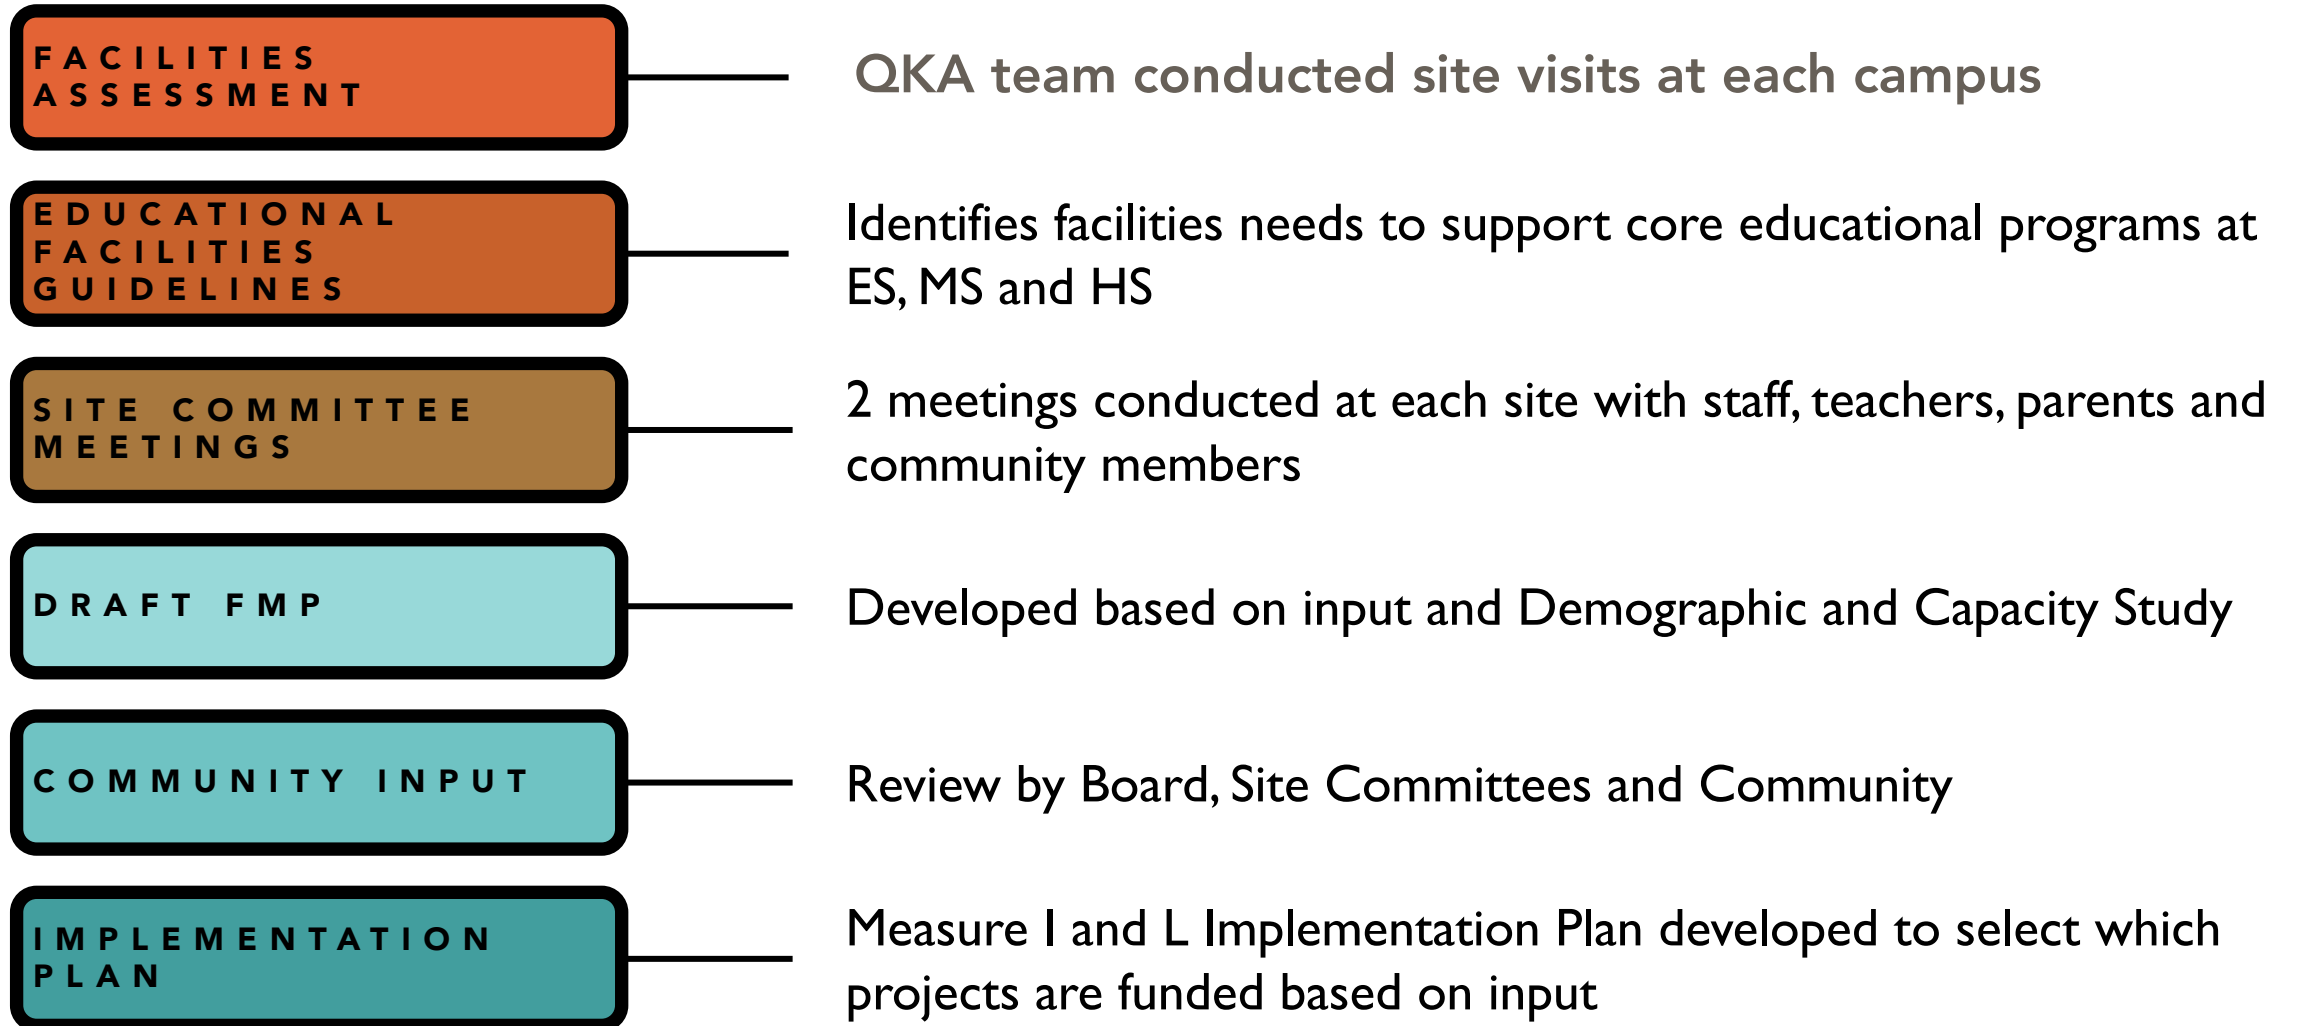 FACILITIES
ASSESSMENT
QKA team conducted site visits at each campus
EDUCATIONAL
FACILITIES
GUIDELINES
Identifies facilities needs to support core educational programs at
ES, MS and HS
SITE COMMITTEE
MEETINGS
2 meetings conducted at each site with staff, teachers, parents and
community members
DRAFT FMP
Developed based on input and Demographic and Capacity Study
COMMUNITY INPUT
Review by Board, Site Committees and Community
IMPLEMENTATION
PLAN
Measure I and L Implementation Plan developed to select which
projects are funded based on input